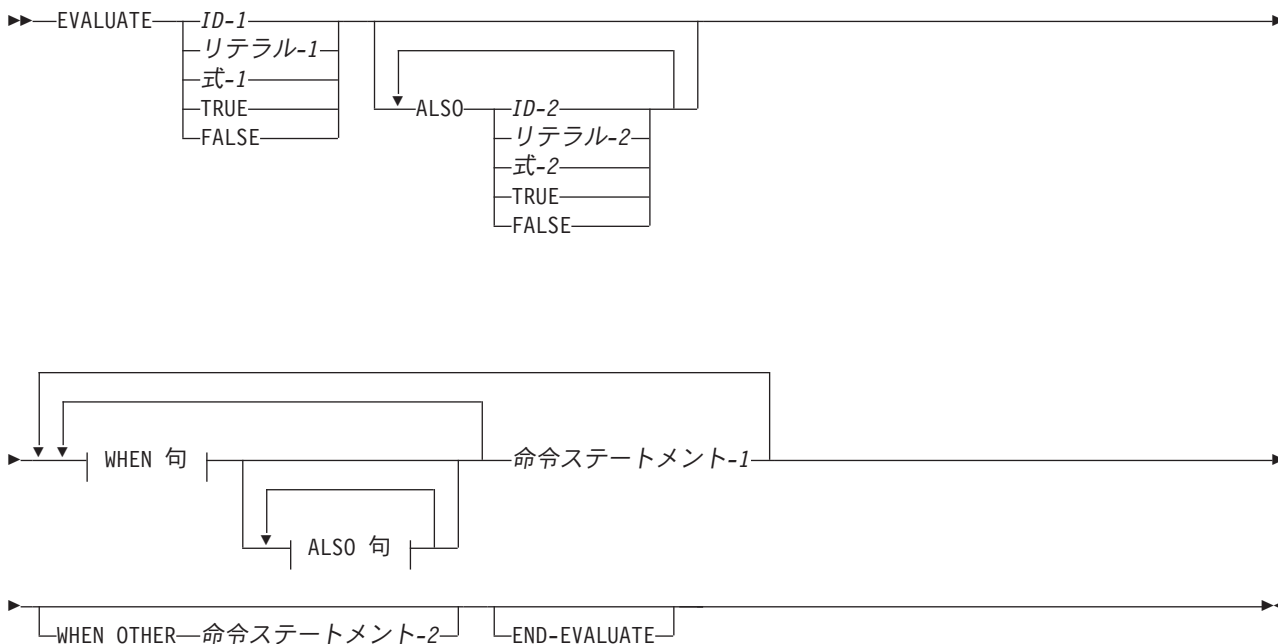 EVALUATE ID-1
リテラル-1
式-1
TRUE
FALSE
ALSO ID-2
リテラル-2
式-2
TRUE
FALSE
WHEN 句 命令ステートメント-1
ALSO 句
WHEN OTHER 命令ステートメント-2 END-EVALUATE